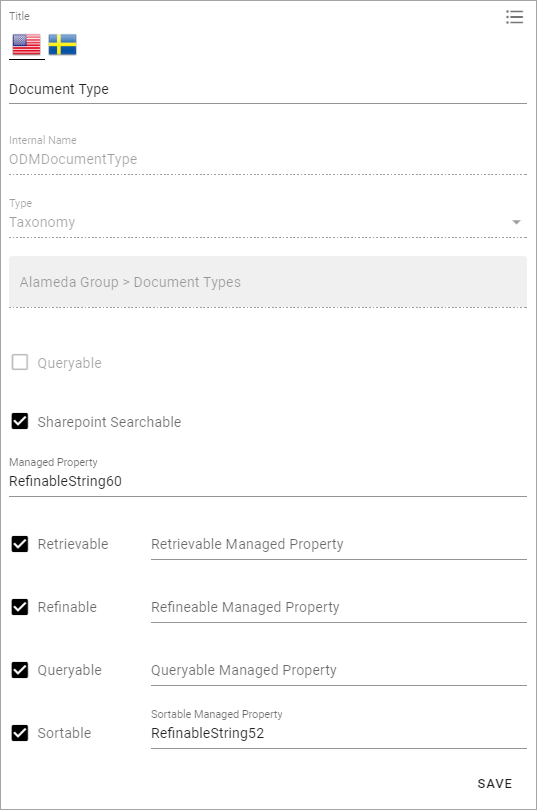 Title
Document Type
Internal Name
ODMDocumentType
Type
Taxonomy
Alameda Group > Document Types
Queryable
Sharepoint Searchable
Managed Property
RefinableString60
Retrievable Retrievable Managed Property
Refinable Refineable Managed Property
Queryable Queryable Managed Property
Sortable Managed Property
Sortable RefinableString52
SAVE